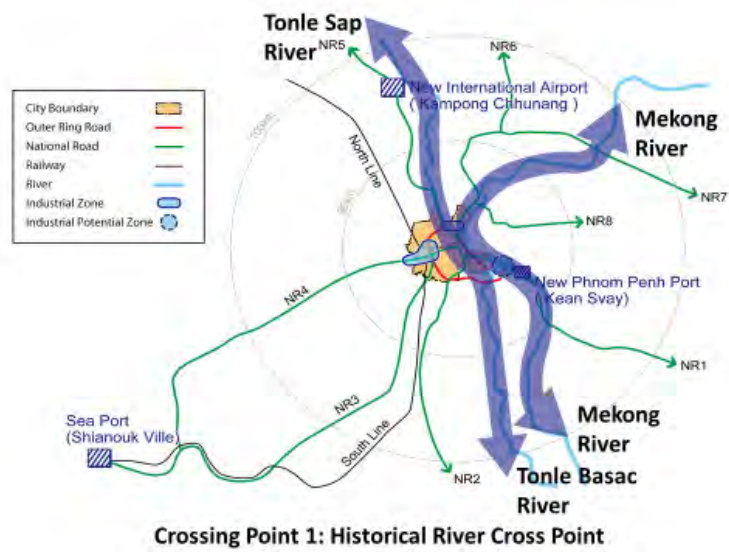 Tonle Sap
River
NR5
NR6
New International Airport
( Kampong Chhunang )
Mekong
River
City Boundary
Outer Ring Road
National Road
Railway
River
Industrial Zone
Industrial Potential Zone
100km
North Line
NR7
NR8
New Phnom Penh Port
( Kean Svay)
NR4
NR1
NR3
Sea Port
(Shianouk Ville)
South Line
NR2
Mekong
River
Tonle Basac
River
Crossing Point 1: Historical River Cross Point